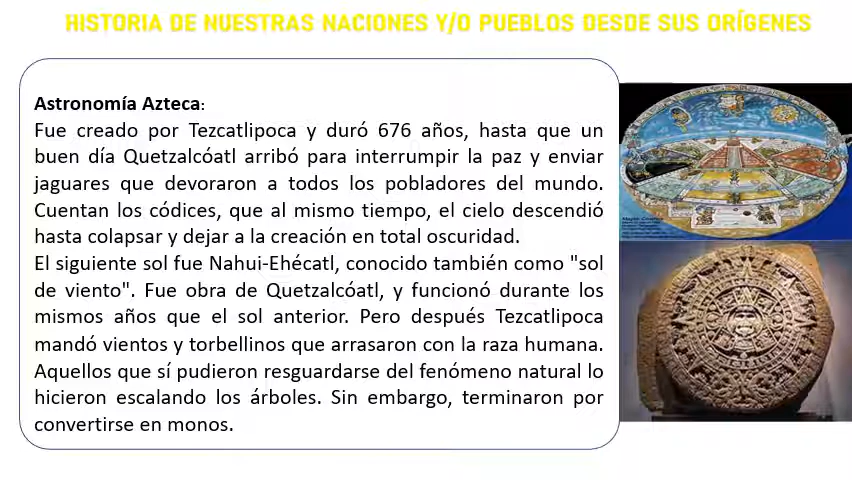 HISTORIA DE NUESTRAS NACIONES Y/O PUEBLOS DESDE SUS ORÍGENES
Astronomía Azteca:
Fue creado por Tezcatlipoca y duró 676 años, hasta que un
buen día Quetzalcóatl arribó para interrumpir la paz y enviar
jaguares que devoraron a todos los pobladores del mundo.
Cuentan los códices, que al mismo tiempo, el cielo descendió
hasta colapsar y dejar a la creación en total oscuridad.
El siguiente sol fue Nahui-Ehécatl, conocido también como "sol
de viento". Fue obra de Quetzalcóatl, y funcionó durante los
mismos años que el sol anterior. Pero después Tezcatlipoca
mandó vientos y torbellinos que arrasaron con la raza humana.
Aquellos que sí pudieron resguardarse del fenómeno natural lo
hicieron escalando los árboles. Sin embargo, terminaron por
convertirse en monos.